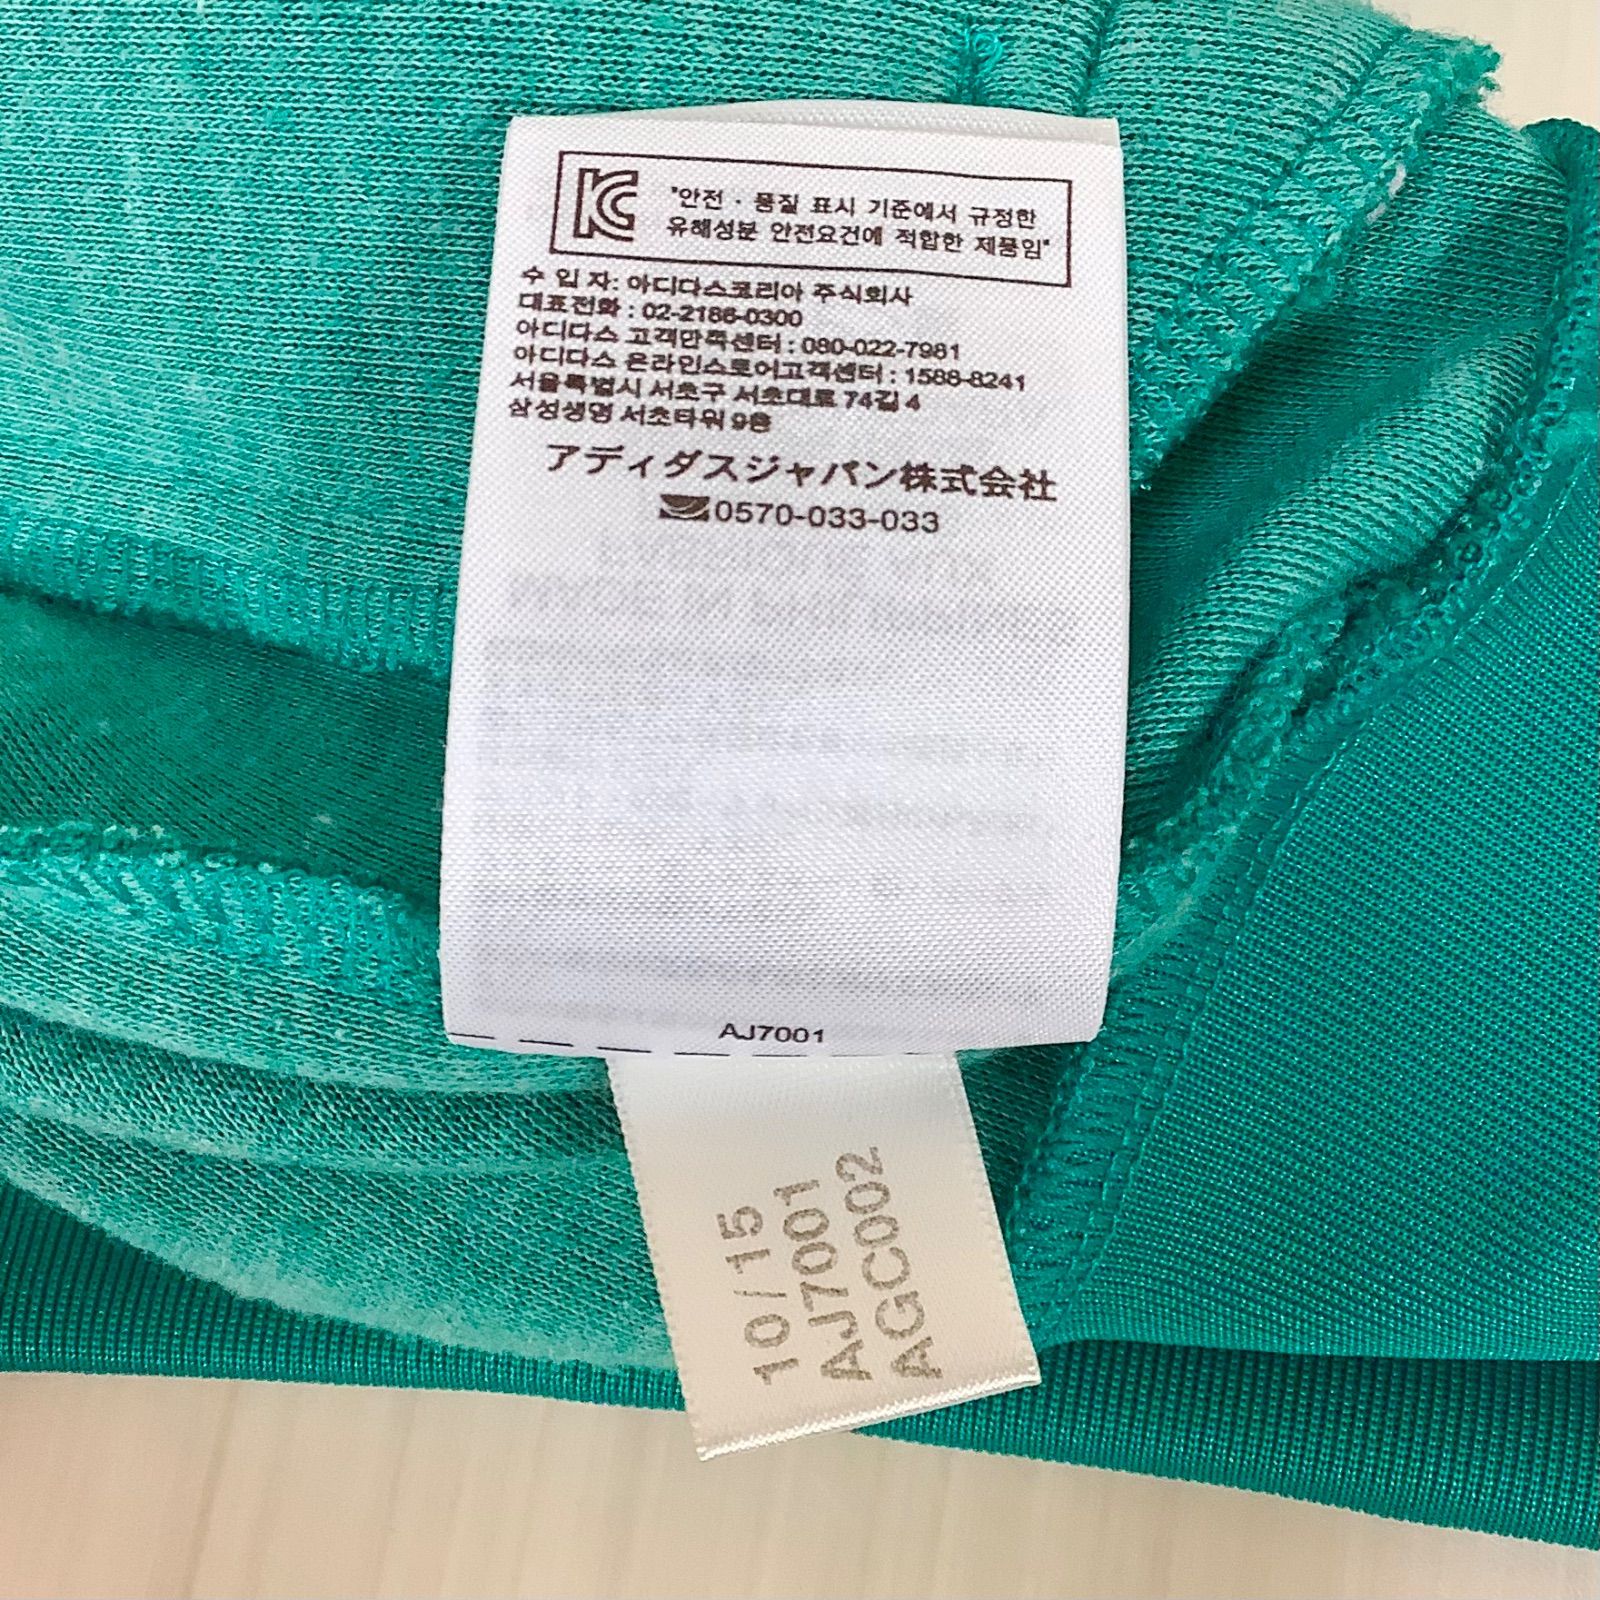 "안전 · 품질 표시 기준에서 규정한
유해성분 안전요건에 적합한 제품임"
수 입 자: 아디다스코리아 주식회사
대표전화 : 02-2186-0300
아디다스 고객만족센터 : 080-022-7981
아디다스 온라인스토어고객센터 : 1588-8241
서울특별시 서초구 서초대로 74길 4
삼성생명 서초타워 9층
アディダスジャパン株式会社
0570-033-033
AJ7001
10/15
AJ7001
AGC002